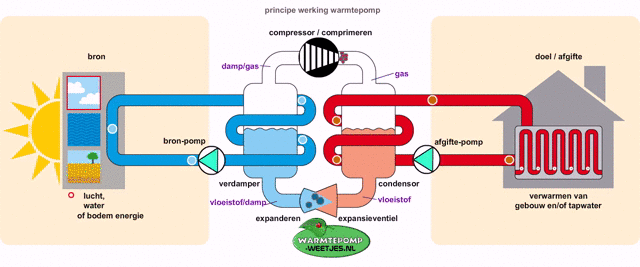 principe werking warmtepomp
compressor / comprimeren
bron
doel / afgifte
damp/gas
gas
bron-pomp
afgifte-pomp
verdamper
condensor
lucht,
water
of bodem energie
vloeistof/damp
vloeistof
verwarmen van
gebouw en/of tapwater
expanderen
expansieventiel
WARMTEPOMP
-WEETJES.NL